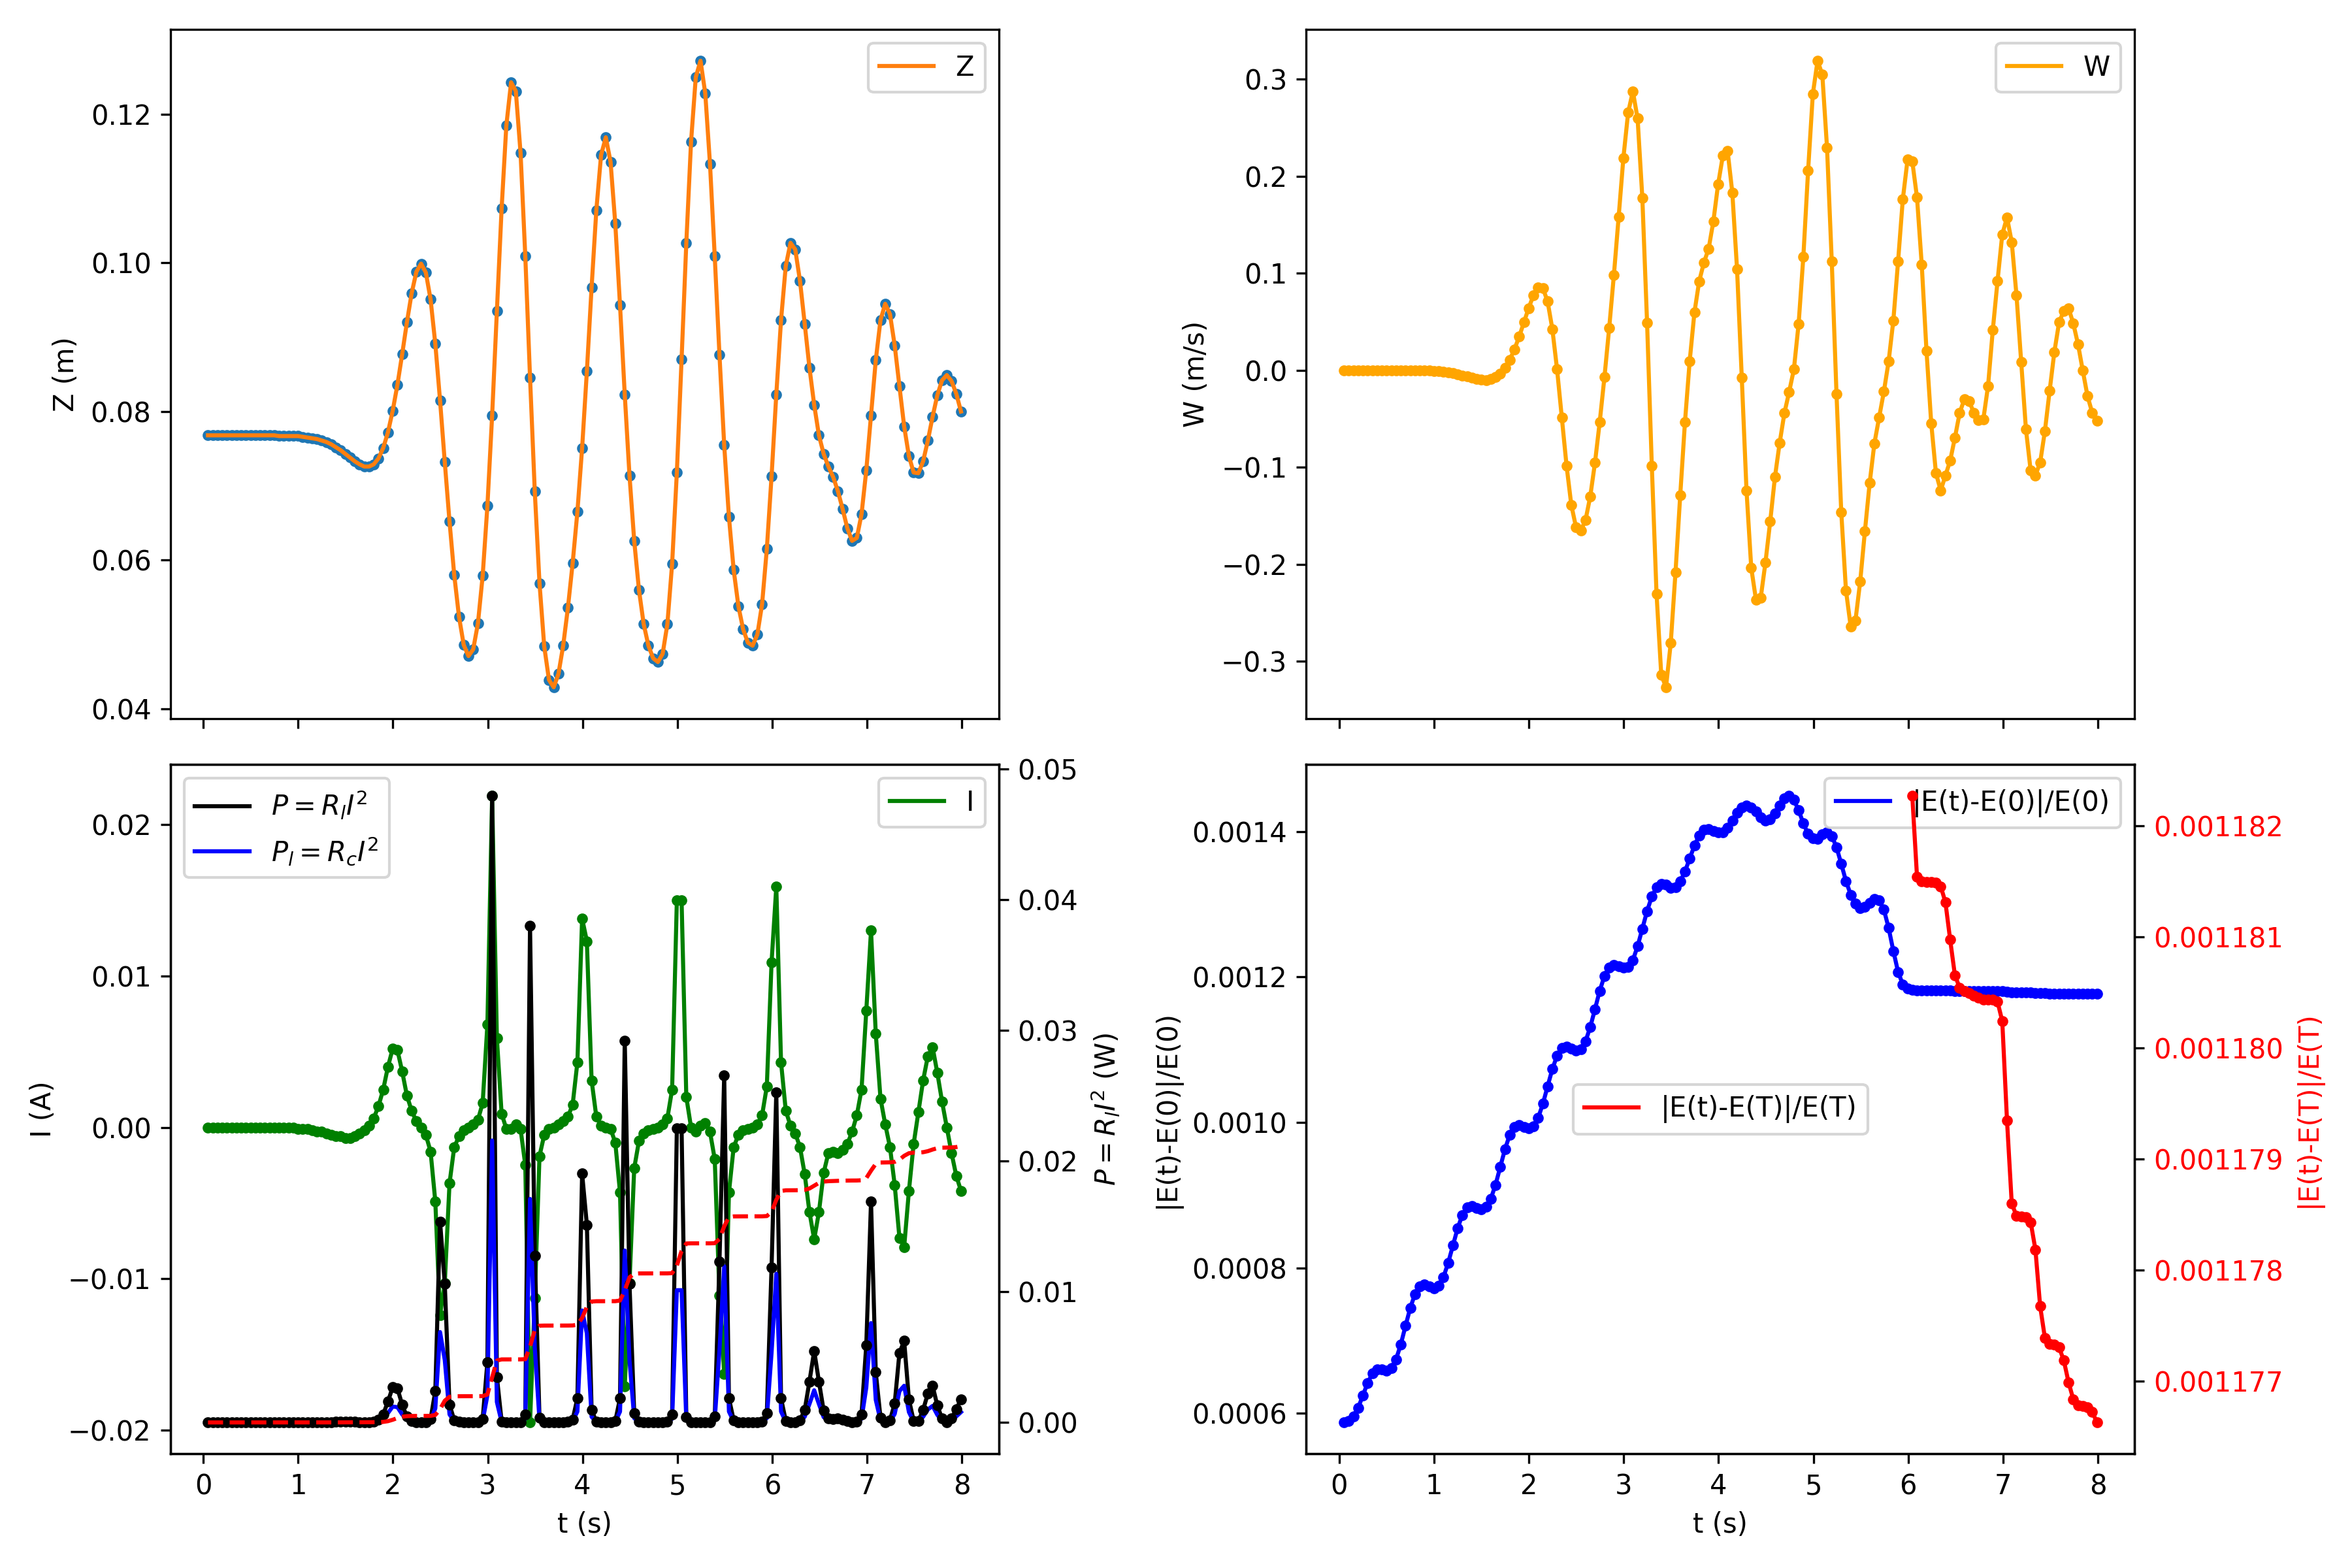 Z (m)
0.12
0.10
0.08
0.06
0.04
Z
W (m/s)
0.3
0.2
0.1
0.0
−0.1
−0.2
−0.3
W
I (A)
0.02
0.01
0.00
−0.01
−0.02
P = R_l I^2
P_l = R_c I^2
I
0.05
0.04
0.03
0.02
0.01
0.00
P = R_l I^2 (W)
0 1 2 3 4 5 6 7 8
t (s)
|E(t)-E(0)|/E(0)
0.0014
0.0012
0.0010
0.0008
0.0006
|E(t)-E(0)|/E(0)
|E(t)-E(T)|/E(T)
0.001182
0.001181
0.001180
0.001179
0.001178
0.001177
|E(t)-E(T)|/E(T)
0 1 2 3 4 5 6 7 8
t (s)